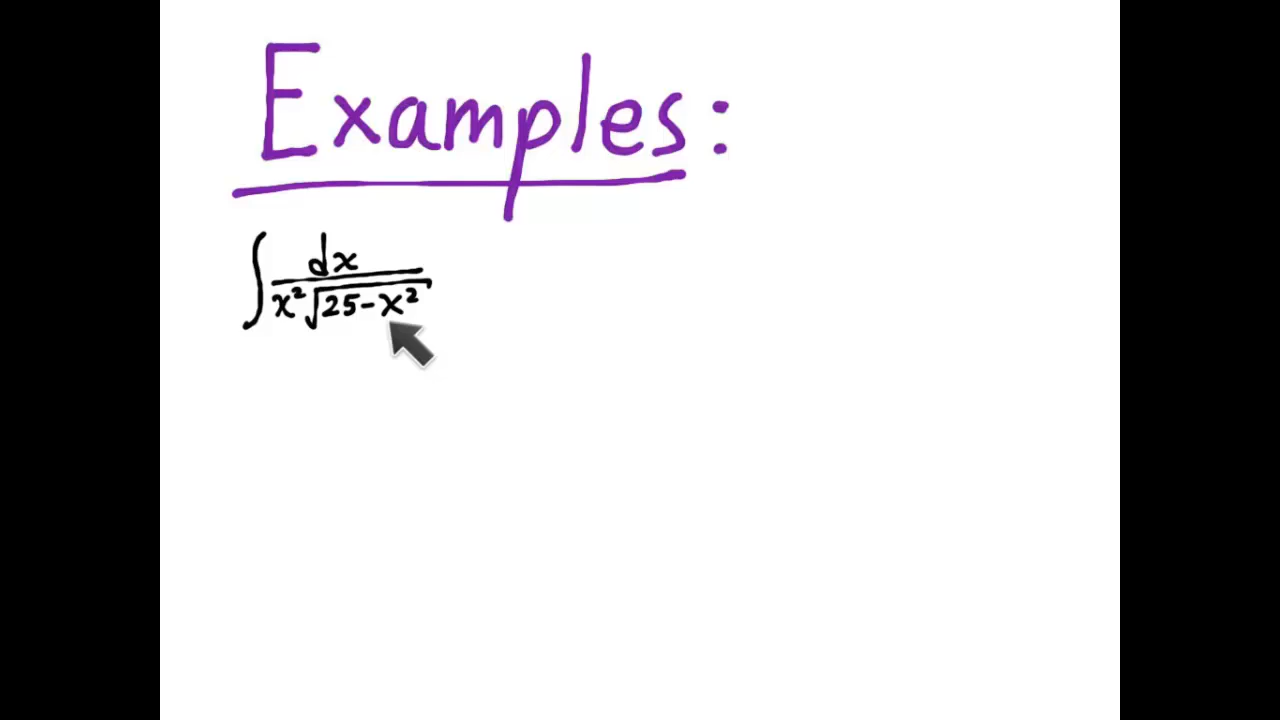 Examples:
∫ dx / (x²√(25-x²))